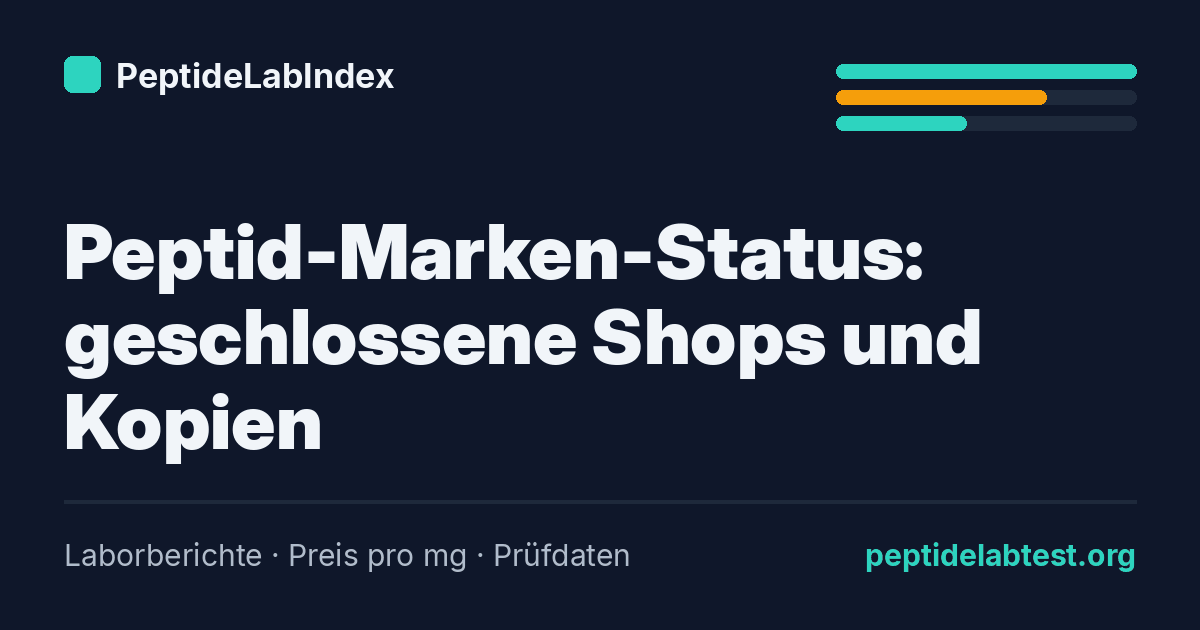 PeptideLabIndex
Peptid-Marken-Status:
geschlossene Shops und
Kopien
Laborberichte · Preis pro mg · Prüfdaten
peptidelabtest.org